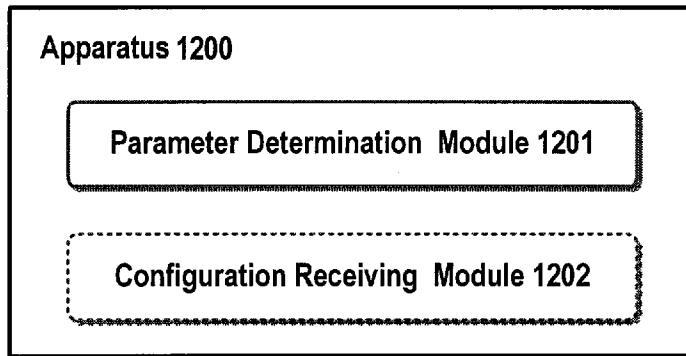 Apparatus 1200
Parameter Determination Module 1201
Configuration Receiving Module 1202